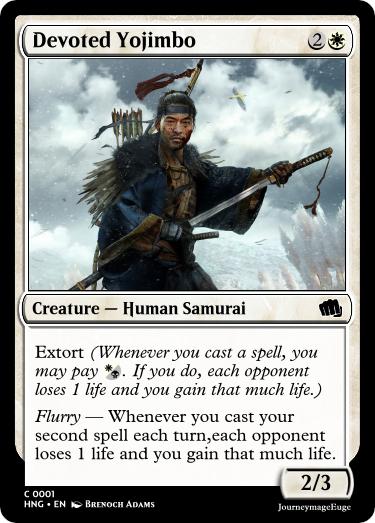 Devoted Yojimbo 2
Creature — Human Samurai
Extort (Whenever you cast a spell, you
may pay . If you do, each opponent
loses 1 life and you gain that much life.)
Flurry — Whenever you cast your
second spell each turn,each opponent
loses 1 life and you gain that much life.
2/3
C 0001
HNG • EN Brenoch Adams
JourneymageEuge